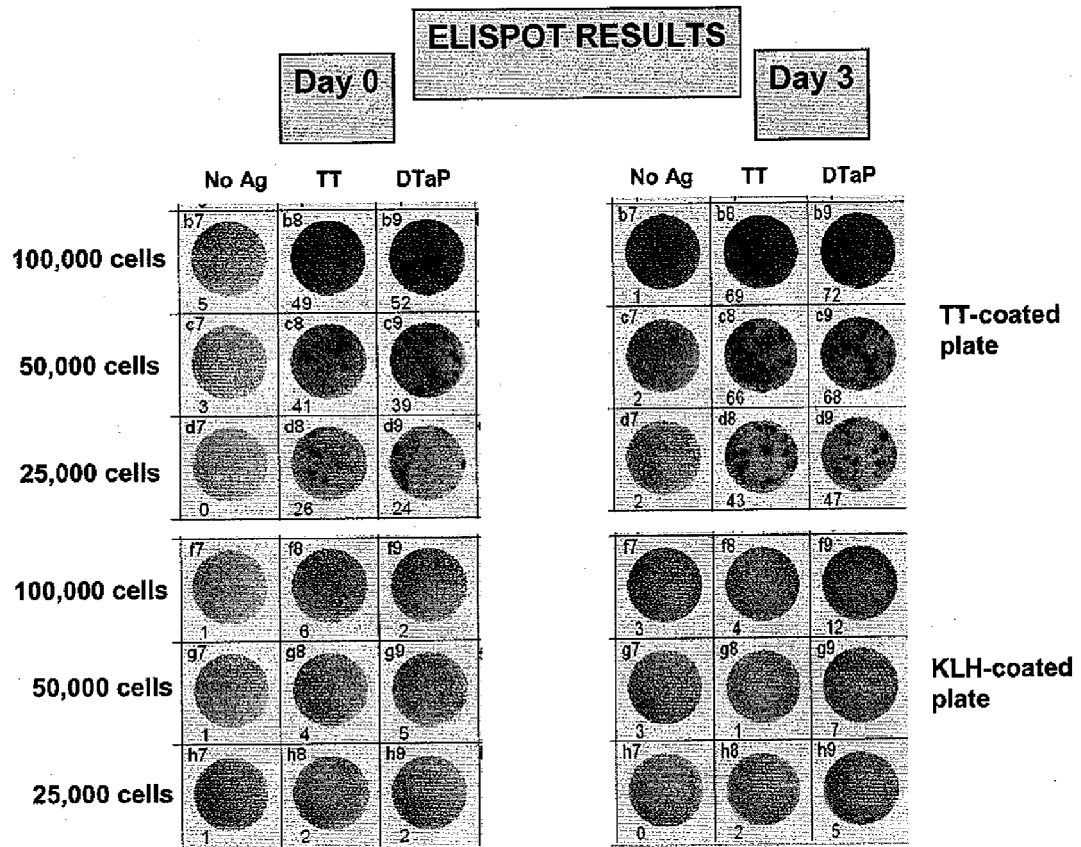 ELISPOT RESULTS
Day 0
Day 3
No Ag TT DTaP
No Ag TT DTaP
100,000 cells
b7 b8 b9
5 49 52
b7 b8 b9
1 69 72
50,000 cells
c7 c8 c9
3 41 39
c7 c8 c9
2 66 68
TT-coated
plate
25,000 cells
d7 d8 d9
0 26 24
d7 d8 d9
2 43 47
100,000 cells
f7 f8 f9
1 6 2
f7 f8 f9
3 4 12
50,000 cells
g7 g8 g9
1 4 5
g7 g8 g9
3 1 7
KLH-coated
plate
25,000 cells
h7 h8 h9
1 2 2
h7 h8 h9
0 2 5